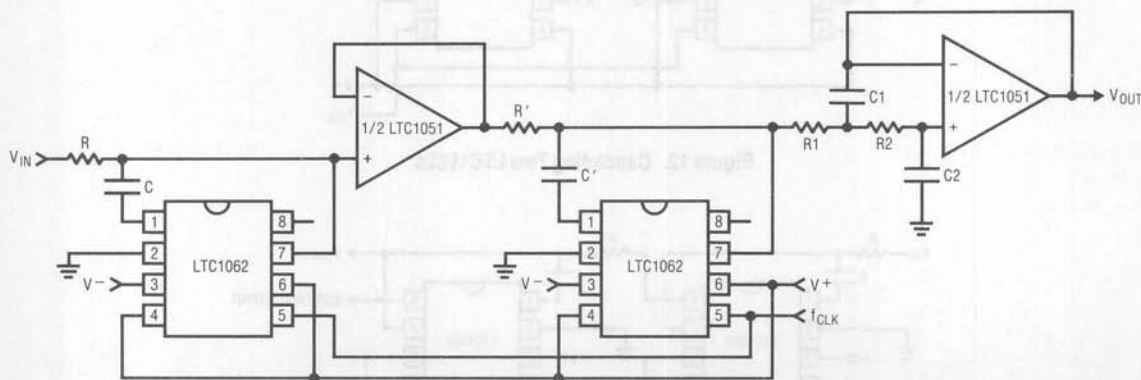 V_IN
R
C
1
2
3
4
8
7
6
5
LTC1062
V−
−
+
1/2 LTC1051
R′
C′
1
2
3
4
8
7
6
5
LTC1062
V−
V+
f_CLK
R1
C1
R2
C2
−
+
1/2 LTC1051
V_OUT
Figure 12. Cascading Two LTC1062s